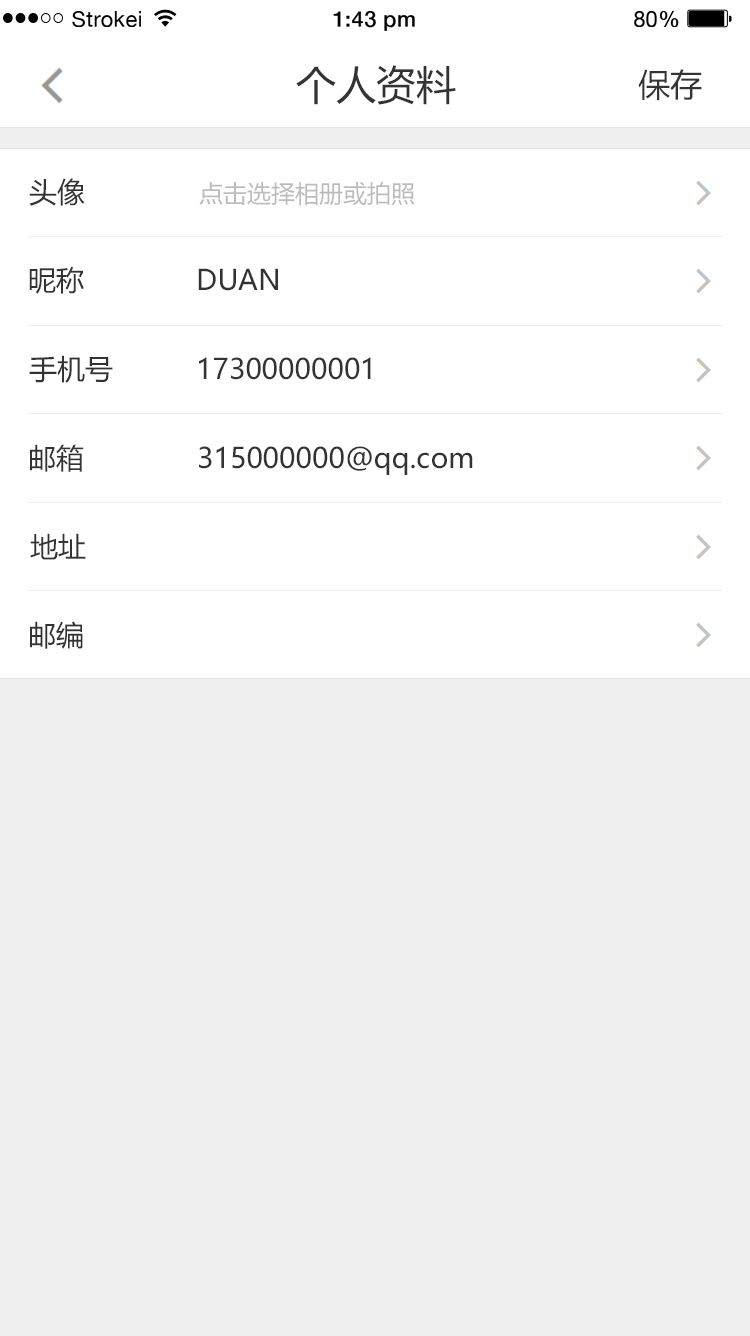 Strokei 1:43 pm 80%
个人资料 保存
头像 点击选择相册或拍照
昵称 DUAN
手机号 17300000001
邮箱 315000000@qq.com
地址
邮编